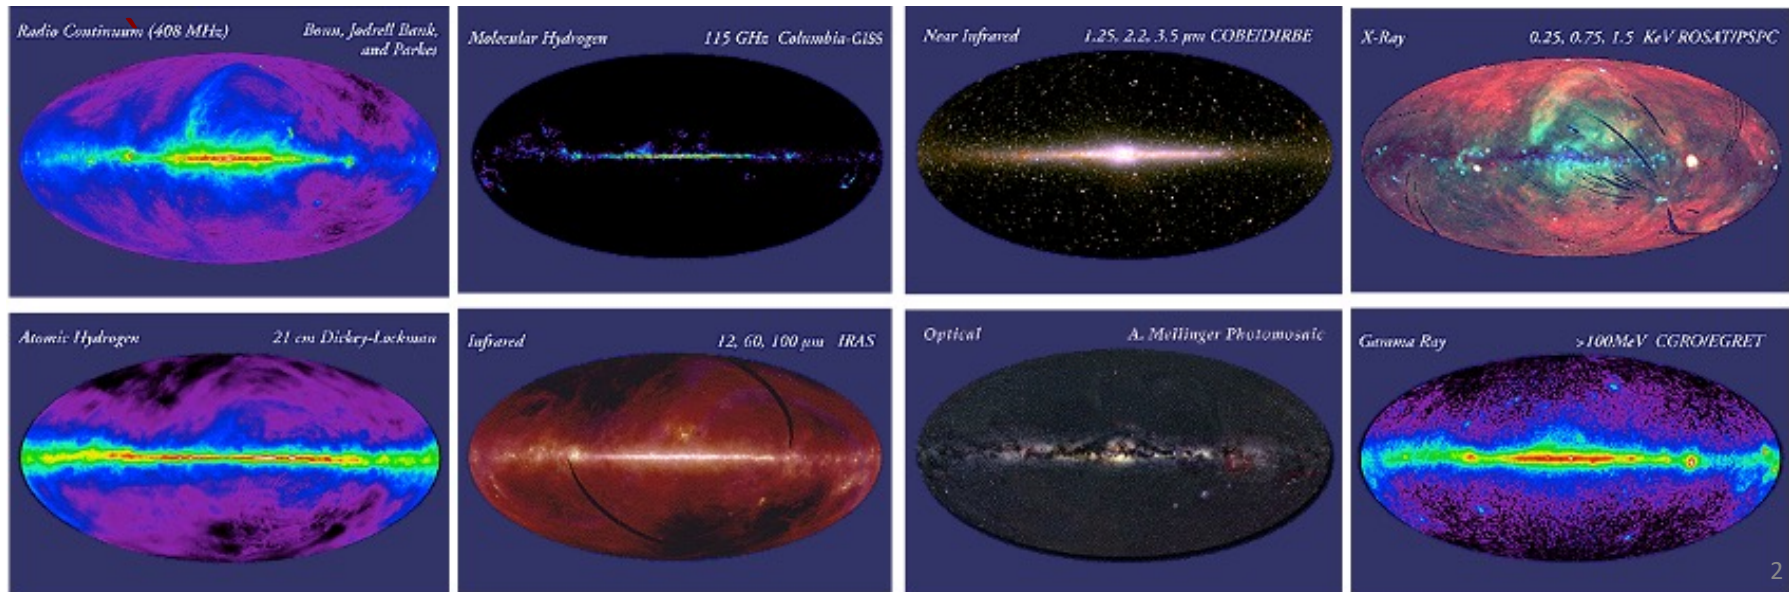 Radio Continuum (408 MHz)
Bonn, Jodrell Bank,
and Parkes
Molecular Hydrogen
115 GHz Columbia-GISS
Near Infrared
1.25, 2.2, 3.5 µm COBE/DIRBE
X-Ray
0.25, 0.75, 1.5 KeV ROSAT/PSPC
Atomic Hydrogen
21 cm Dickey-Lockman
Infrared
12, 60, 100 µm IRAS
Optical
A. Mellinger Photomosaic
Gamma Ray
>100MeV CGRO/EGRET
2